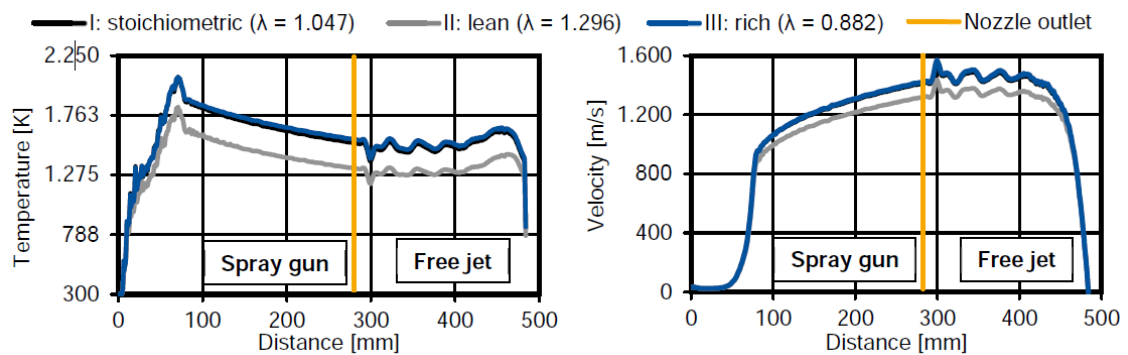 I: stoichiometric (λ = 1.047) II: lean (λ = 1.296) III: rich (λ = 0.882) Nozzle outlet
Temperature [K]
2.250
1.763
1.275
788
300
Spray gun
Free jet
0 100 200 300 400 500
Distance [mm]
Velocity [m/s]
1.600
1.200
800
400
0
Spray gun
Free jet
0 100 200 300 400 500
Distance [mm]